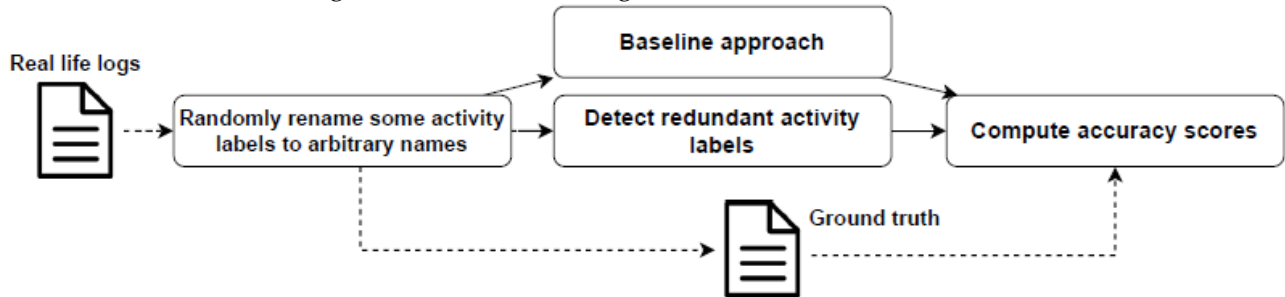 Baseline approach
Real life logs
Randomly rename some activity
labels to arbitrary names
Detect redundant activity
labels
Compute accuracy scores
Ground truth